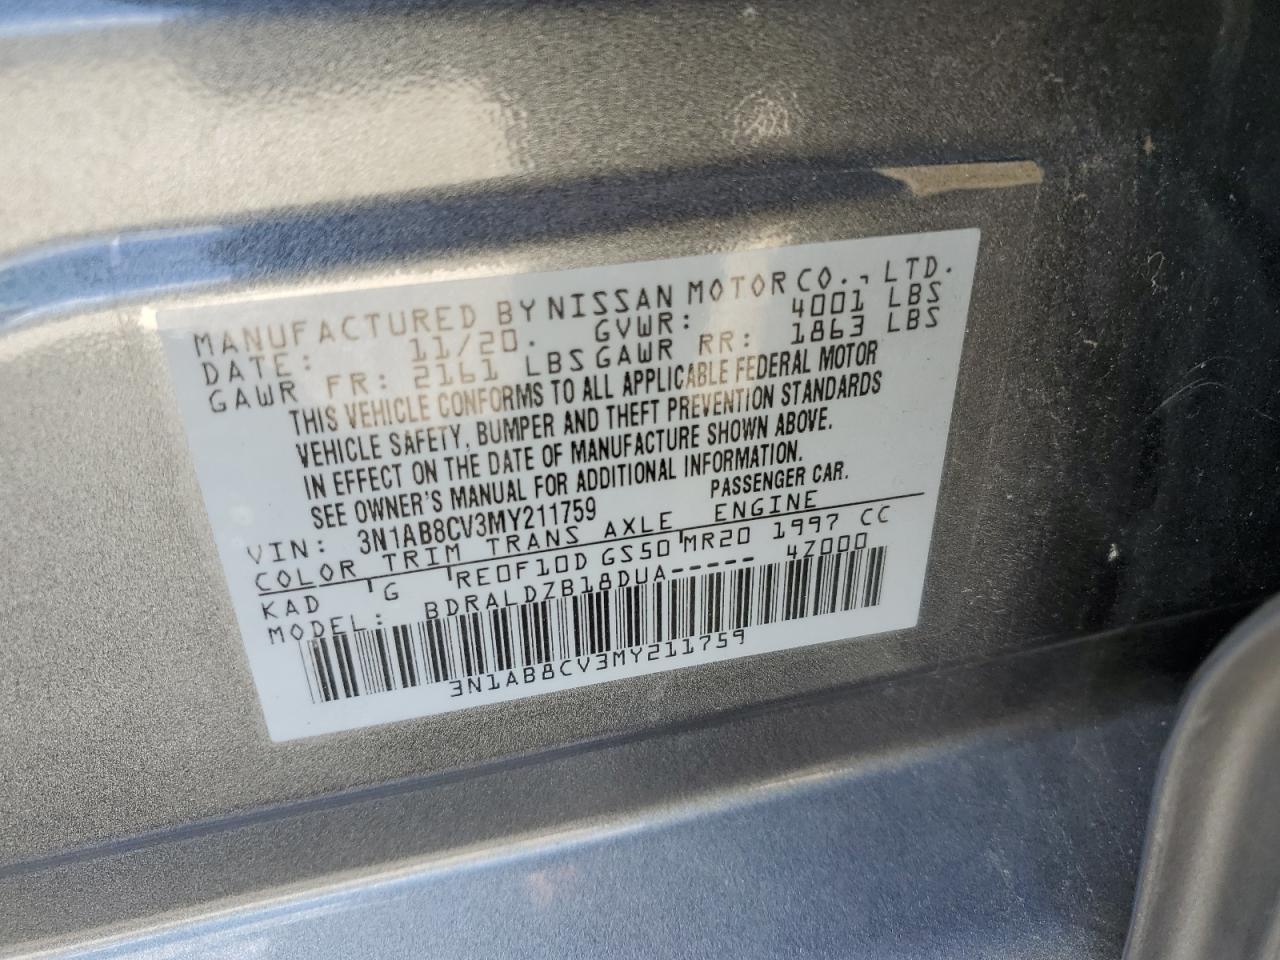 MANUFACTURED BY NISSAN MOTOR CO., LTD.
DATE: 11/20. GVWR: 4001 LBS
GAWR FR: 2161 LBS GAWR RR: 1863 LBS
THIS VEHICLE CONFORMS TO ALL APPLICABLE FEDERAL MOTOR
VEHICLE SAFETY, BUMPER AND THEFT PREVENTION STANDARDS
IN EFFECT ON THE DATE OF MANUFACTURE SHOWN ABOVE.
SEE OWNER'S MANUAL FOR ADDITIONAL INFORMATION.
VIN: 3N1AB8CV3MY211759 PASSENGER CAR.
COLOR TRIM TRANS AXLE ENGINE
KAD G RE0F10D GS50 MR20 1997 CC
MODEL: BDRALDZB18DUA----- 4Z000
3N1AB8CV3MY211759